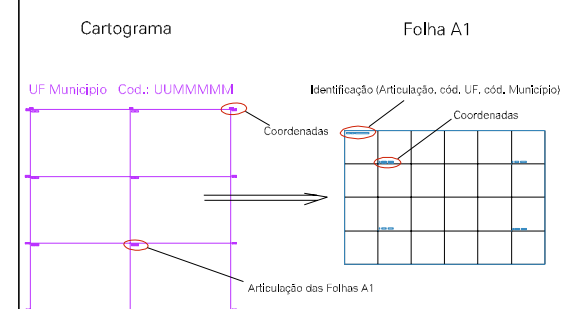 Cartograma
Folha A1
UF Município Cod.: UUMMMMM
Identificação (Articulação, cód. UF, cód. Município)
Coordenadas
Coordenadas
Articulação das Folhas A1